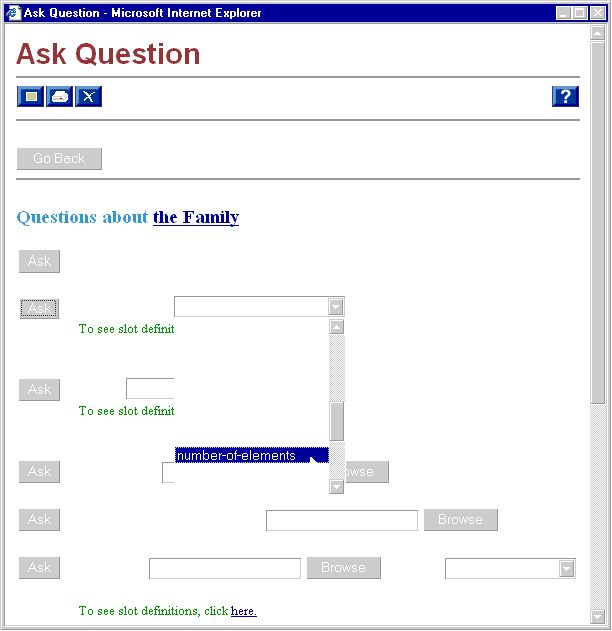 Ask Question - Microsoft Internet Explorer
Ask Question
?
Go Back
Questions about the Family
Ask
Ask
To see slot definit
Ask
To see slot definit
number-of-elements
Ask
wse
Ask
Browse
Ask
Browse
To see slot definitions, click here.